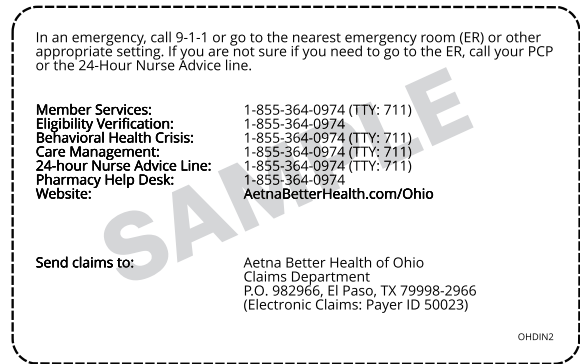 In an emergency, call 9-1-1 or go to the nearest emergency room (ER) or other
appropriate setting. If you are not sure if you need to go to the ER, call your PCP
or the 24-Hour Nurse Advice line.
Member Services: 1-855-364-0974 (TTY: 711)
Eligibility Verification: 1-855-364-0974
Behavioral Health Crisis: 1-855-364-0974 (TTY: 711)
Care Management: 1-855-364-0974 (TTY: 711)
24-hour Nurse Advice Line: 1-855-364-0974 (TTY: 711)
Pharmacy Help Desk: 1-855-364-0974
Website: AetnaBetterHealth.com/Ohio
SAMPLE
Send claims to: Aetna Better Health of Ohio
Claims Department
P.O. 982966, El Paso, TX 79998-2966
(Electronic Claims: Payer ID 50023)
OHDIN2